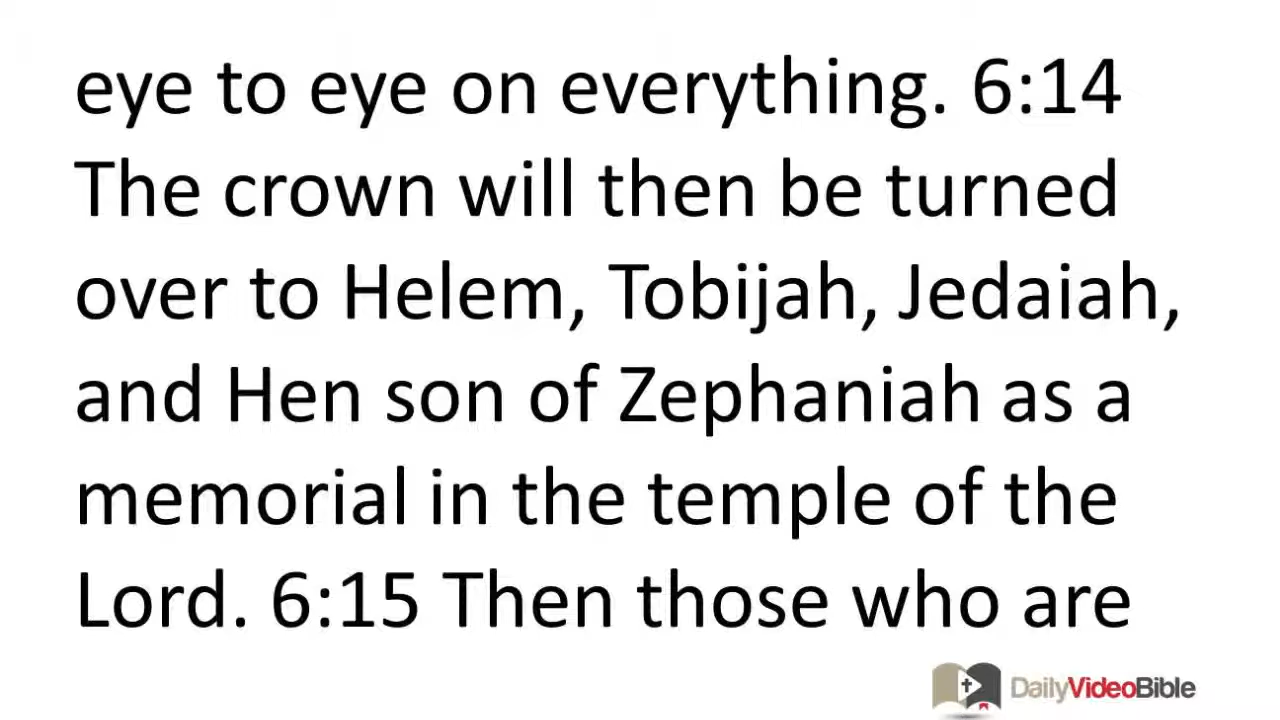 eye to eye on everything. 6:14
The crown will then be turned
over to Helem, Tobijah, Jedaiah,
and Hen son of Zephaniah as a
memorial in the temple of the
Lord. 6:15 Then those who are
DailyVideoBible